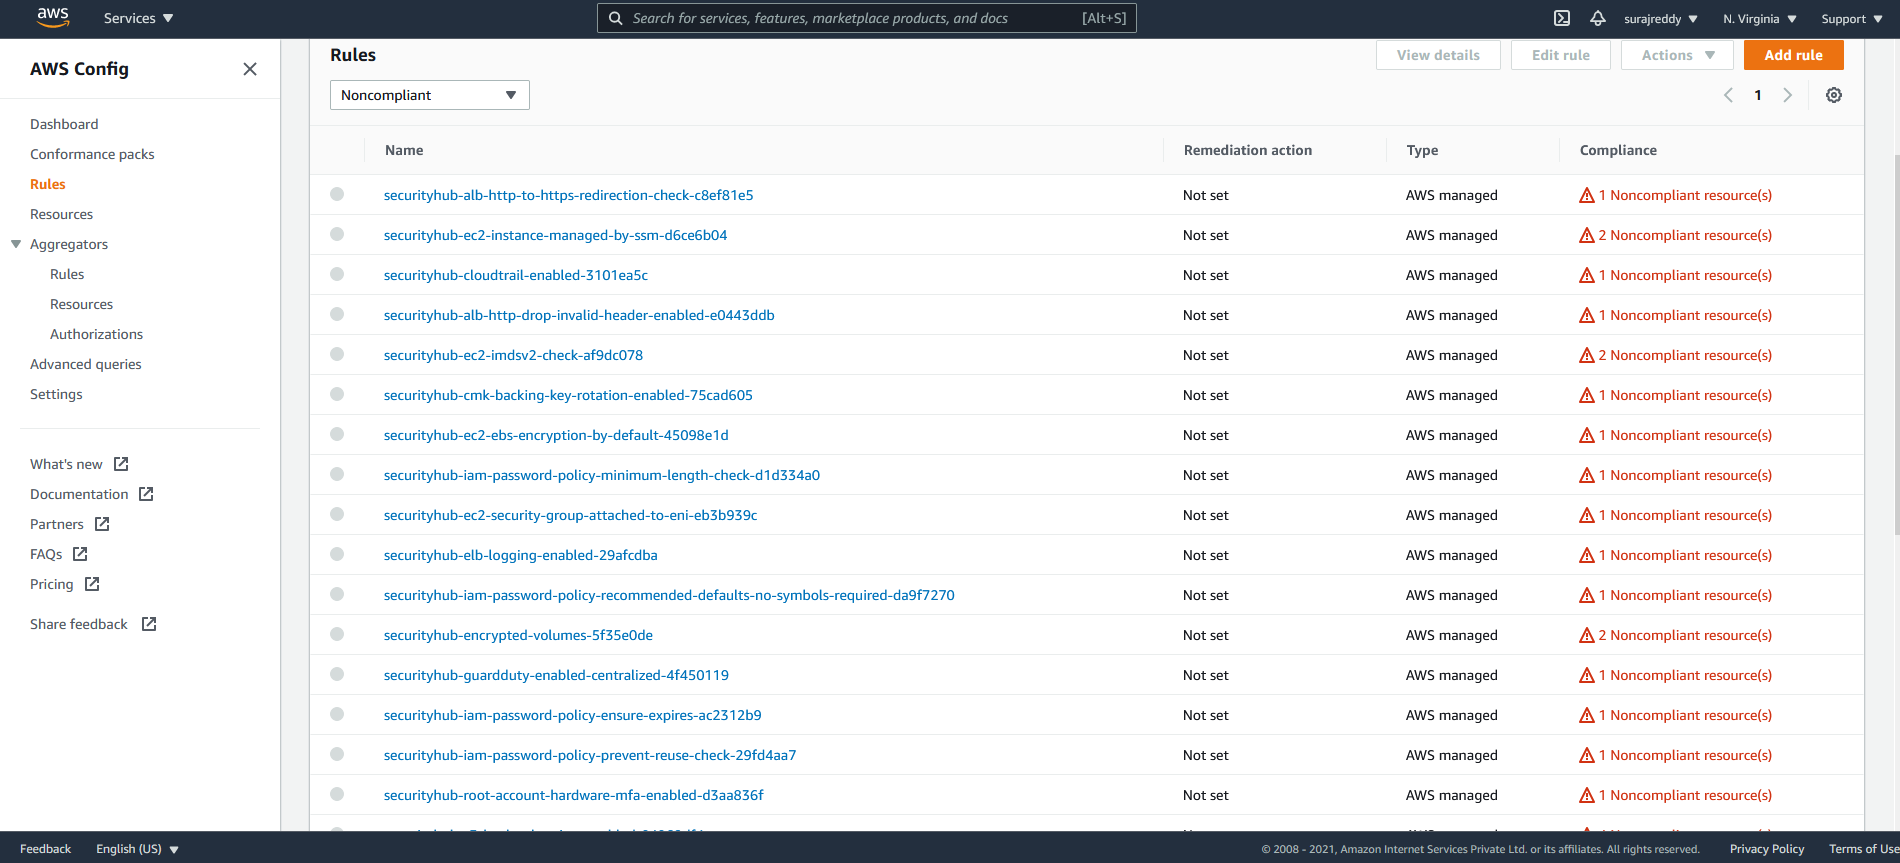 aws
Services
Search for services, features, marketplace products, and docs
[Alt+S]
surajreddy
N. Virginia
Support
AWS Config
Dashboard
Conformance packs
Rules
Resources
Aggregators
Rules
Resources
Authorizations
Advanced queries
Settings
What's new
Documentation
Partners
FAQs
Pricing
Share feedback
Rules
View details
Edit rule
Actions
Add rule
Noncompliant
1
Name Remediation action Type Compliance
securityhub-alb-http-to-https-redirection-check-c8ef81e5 Not set AWS managed 1 Noncompliant resource(s)
securityhub-ec2-instance-managed-by-ssm-d6ce6b04 Not set AWS managed 2 Noncompliant resource(s)
securityhub-cloudtrail-enabled-3101ea5c Not set AWS managed 1 Noncompliant resource(s)
securityhub-alb-http-drop-invalid-header-enabled-e0443ddb Not set AWS managed 1 Noncompliant resource(s)
securityhub-ec2-imdsv2-check-af9dc078 Not set AWS managed 2 Noncompliant resource(s)
securityhub-cmk-backing-key-rotation-enabled-75cad605 Not set AWS managed 1 Noncompliant resource(s)
securityhub-ec2-ebs-encryption-by-default-45098e1d Not set AWS managed 1 Noncompliant resource(s)
securityhub-iam-password-policy-minimum-length-check-d1d334a0 Not set AWS managed 1 Noncompliant resource(s)
securityhub-ec2-security-group-attached-to-eni-eb3b939c Not set AWS managed 1 Noncompliant resource(s)
securityhub-elb-logging-enabled-29afcdba Not set AWS managed 1 Noncompliant resource(s)
securityhub-iam-password-policy-recommended-defaults-no-symbols-required-da9f7270 Not set AWS managed 1 Noncompliant resource(s)
securityhub-encrypted-volumes-5f35e0de Not set AWS managed 2 Noncompliant resource(s)
securityhub-guardduty-enabled-centralized-4f450119 Not set AWS managed 1 Noncompliant resource(s)
securityhub-iam-password-policy-ensure-expires-ac2312b9 Not set AWS managed 1 Noncompliant resource(s)
securityhub-iam-password-policy-prevent-reuse-check-29fd4aa7 Not set AWS managed 1 Noncompliant resource(s)
securityhub-root-account-hardware-mfa-enabled-d3aa836f Not set AWS managed 1 Noncompliant resource(s)
Feedback
English (US)
© 2008 - 2021, Amazon Internet Services Private Ltd. or its affiliates. All rights reserved.
Privacy Policy
Terms of Use